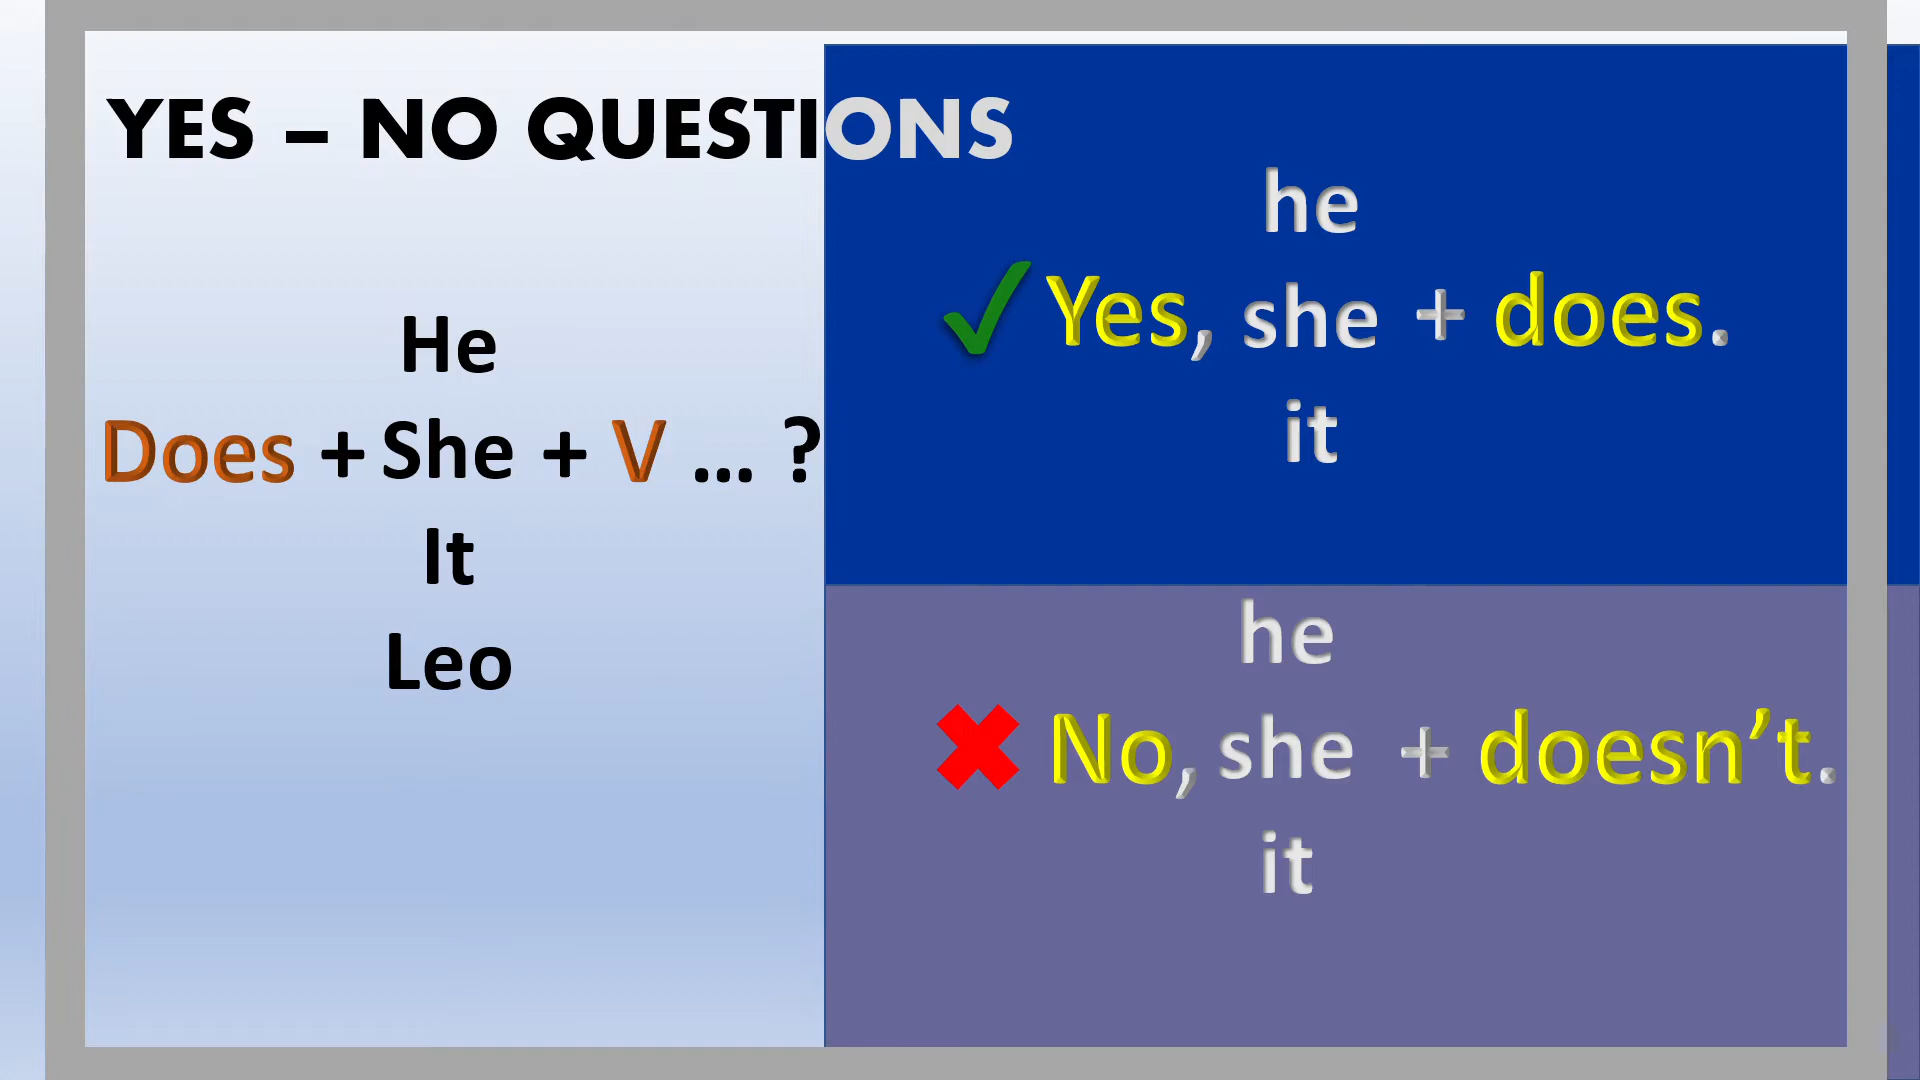 YES – NO QUESTIONS
He
Does + She + V ... ?
It
Leo
he
Yes, she + does.
it
he
No, she + doesn’t.
it